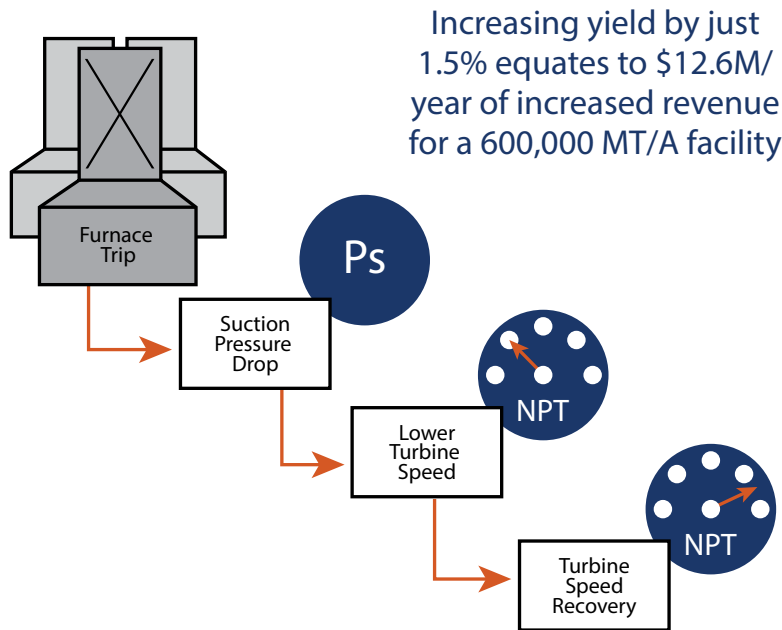 Increasing yield by just
1.5% equates to $12.6M/
year of increased revenue
for a 600,000 MT/A facility
Furnace
Trip
Ps
Suction
Pressure
Drop
NPT
Lower
Turbine
Speed
NPT
Turbine
Speed
Recovery